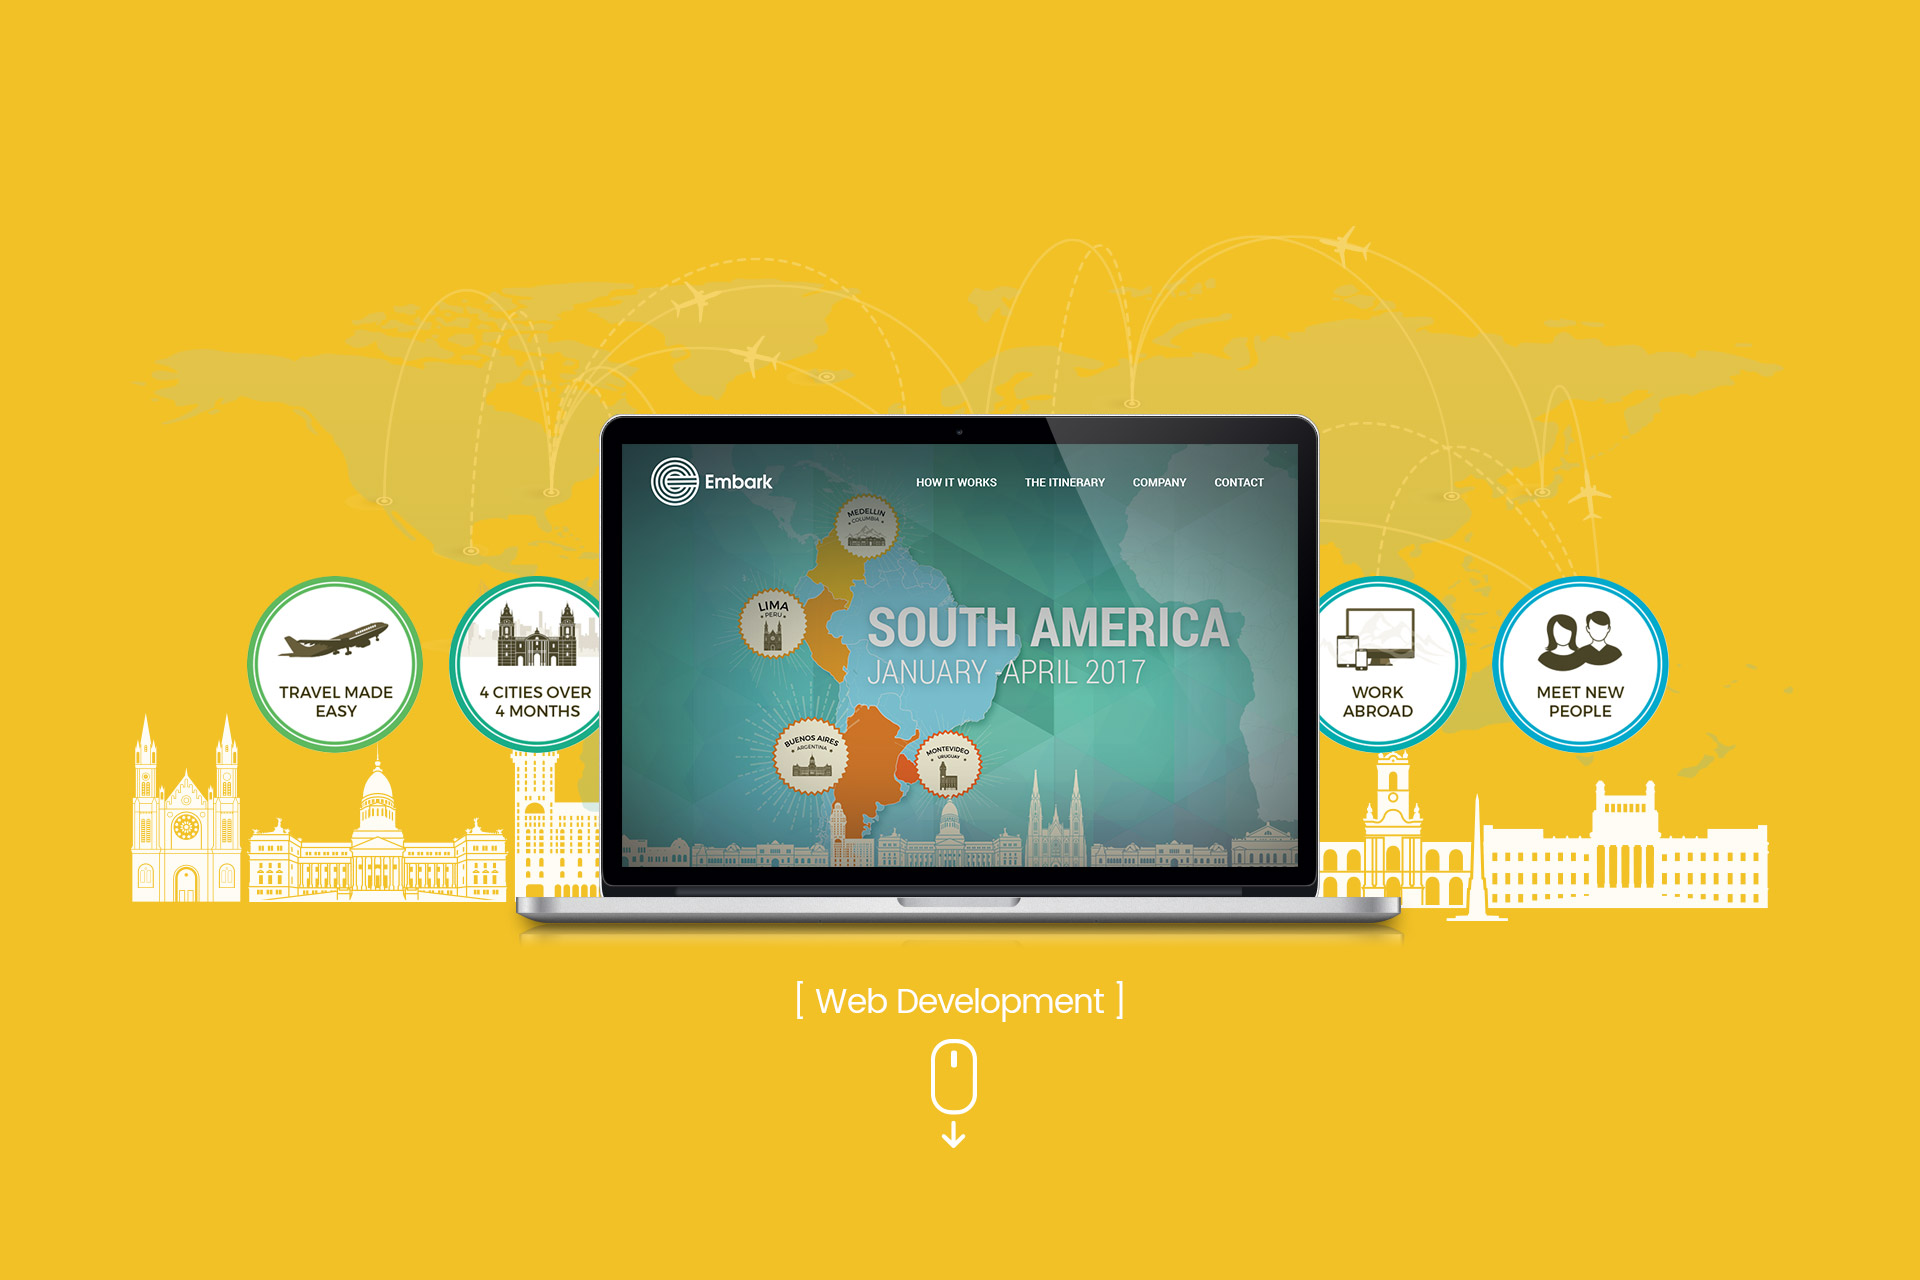 Embark
HOW IT WORKS
THE ITINERARY
COMPANY
CONTACT
MEDELLIN
COLUMBIA
LIMA
PERU
SOUTH AMERICA
JANUARY -APRIL 2017
BUENOS AIRES
ARGENTINA
MONTEVIDEO
URUGUAY
TRAVEL MADE
EASY
4 CITIES OVER
4 MONTHS
WORK
ABROAD
MEET NEW
PEOPLE
[ Web Development ]